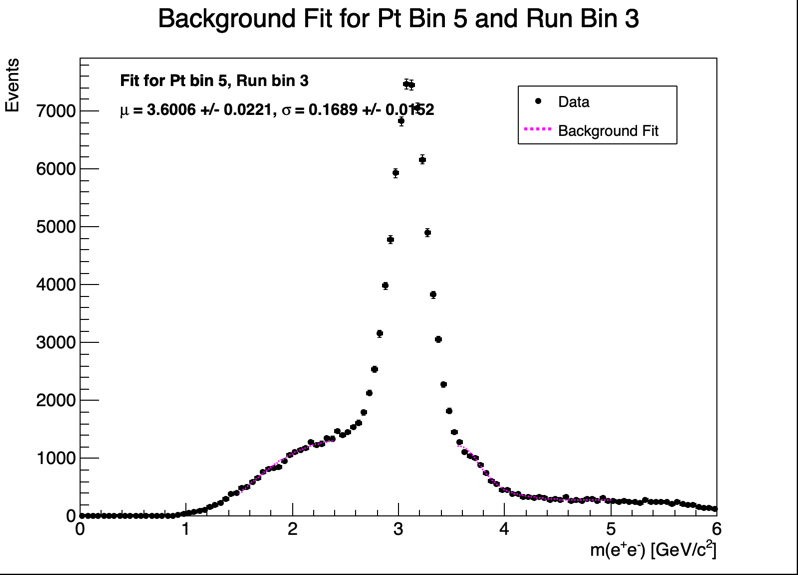 Background Fit for Pt Bin 5 and Run Bin 3
Events
Fit for Pt bin 5, Run bin 3
μ = 3.6006 +/- 0.0221, σ = 0.1689 +/- 0.0152
Data
Background Fit
7000
6000
5000
4000
3000
2000
1000
0
0 1 2 3 4 5 6
m(e⁺e⁻) [GeV/c²]